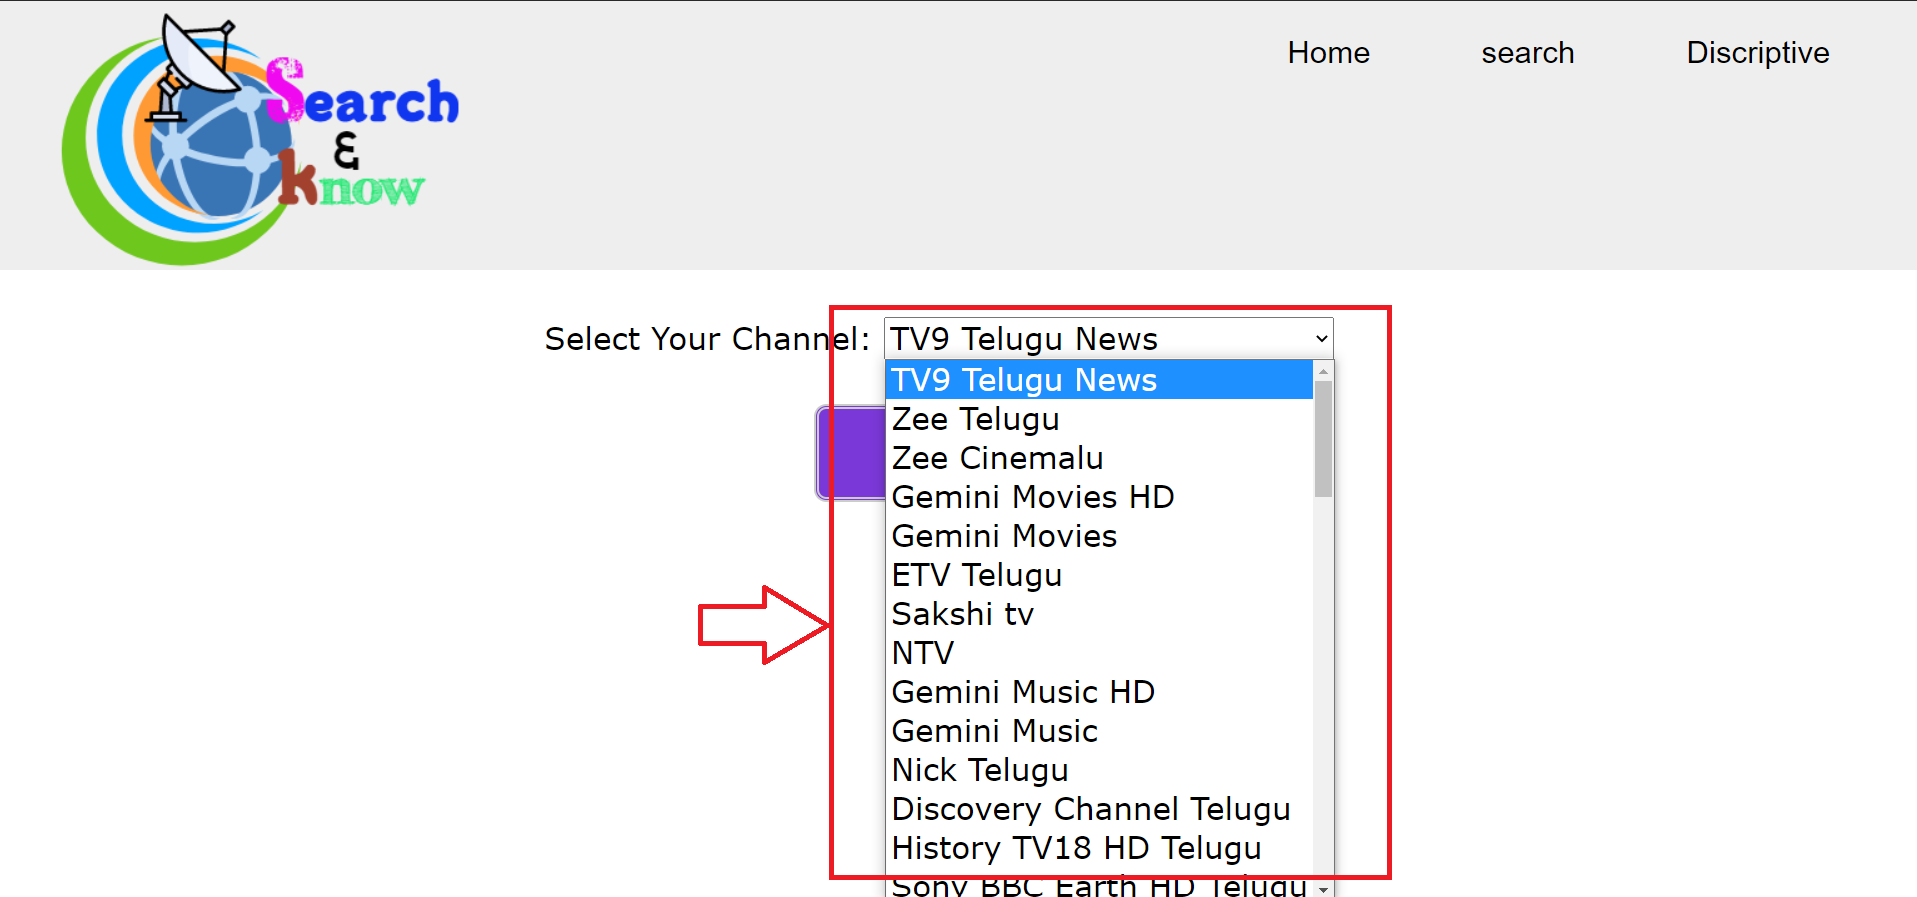 Search
&
know
Home search Discriptive
Select Your Channel: TV9 Telugu News
TV9 Telugu News
Zee Telugu
Zee Cinemalu
Gemini Movies HD
Gemini Movies
ETV Telugu
Sakshi tv
NTV
Gemini Music HD
Gemini Music
Nick Telugu
Discovery Channel Telugu
History TV18 HD Telugu
Sony BBC Earth HD Telugu